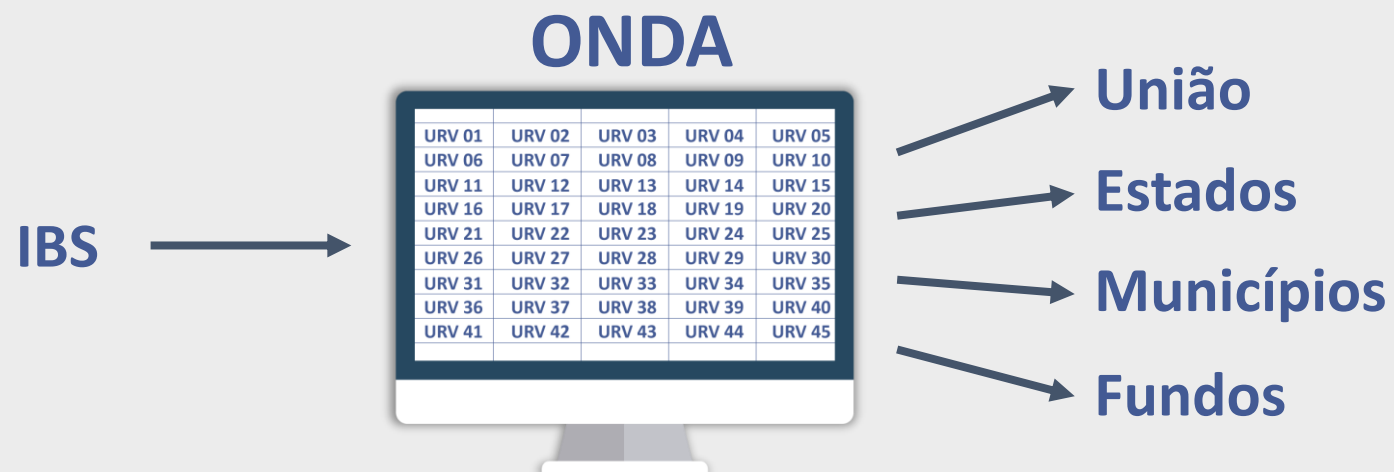 ONDA
IBS
URV 01 URV 02 URV 03 URV 04 URV 05
URV 06 URV 07 URV 08 URV 09 URV 10
URV 11 URV 12 URV 13 URV 14 URV 15
URV 16 URV 17 URV 18 URV 19 URV 20
URV 21 URV 22 URV 23 URV 24 URV 25
URV 26 URV 27 URV 28 URV 29 URV 30
URV 31 URV 32 URV 33 URV 34 URV 35
URV 36 URV 37 URV 38 URV 39 URV 40
URV 41 URV 42 URV 43 URV 44 URV 45
União
Estados
Municípios
Fundos